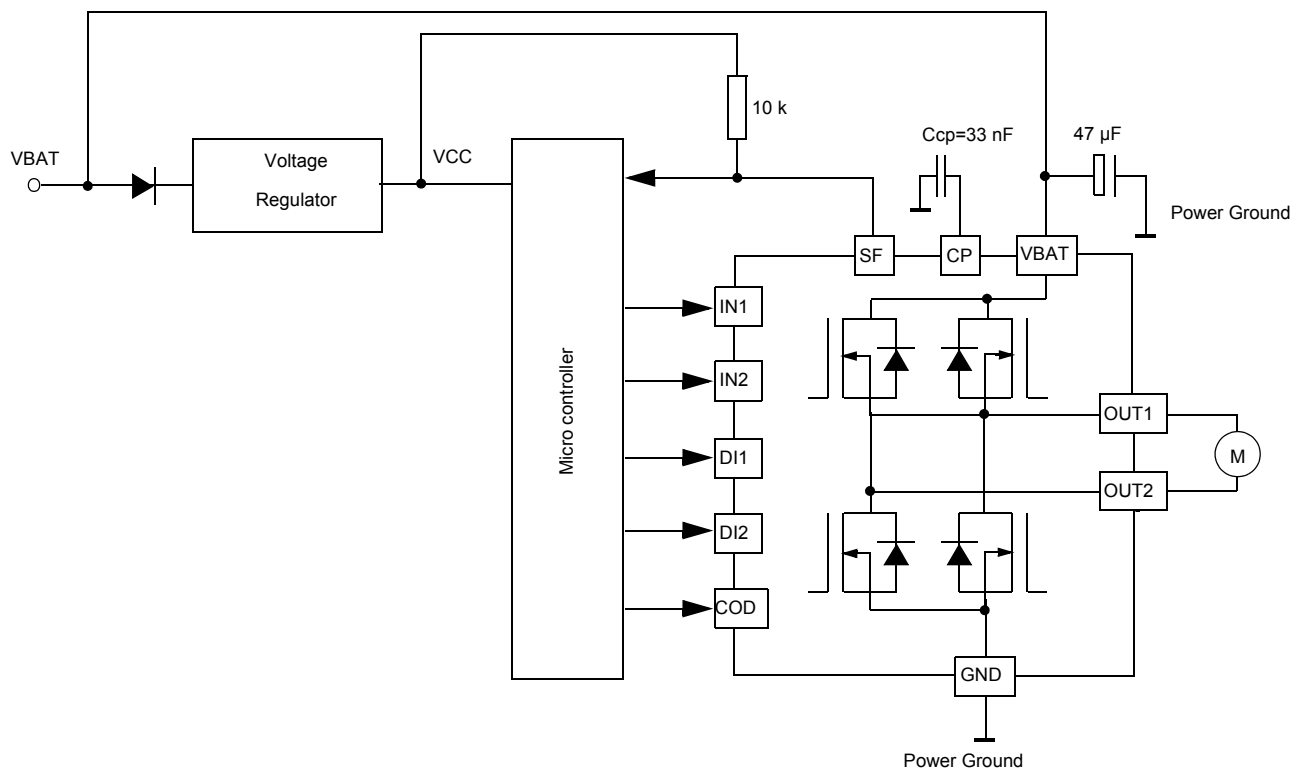 10 k
Ccp=33 nF
47 µF
VBAT
Voltage
Regulator
VCC
Power Ground
SF
CP
VBAT
IN1
IN2
Micro controller
DI1
DI2
COD
OUT1
OUT2
M
GND
Power Ground